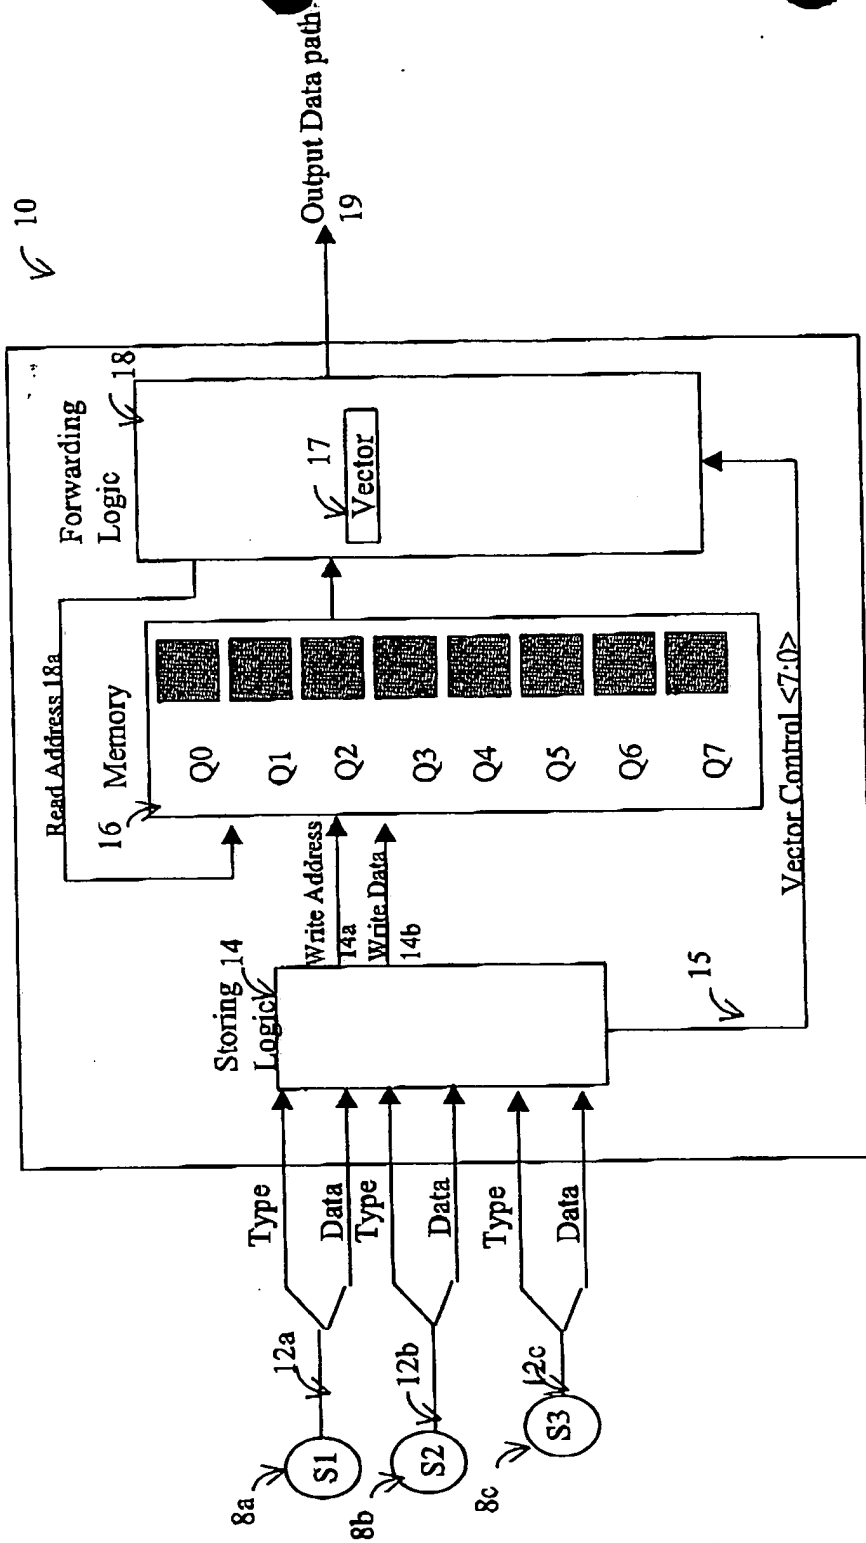 10
Output Data path
19
Forwarding
Logic
18
17
Vector
Read Address 18a
16
Memory
Q0
Q1
Q2
Q3
Q4
Q5
Q6
Q7
Vector Control <7:0>
Write Address
14a
Write Data
14b
Storing
Logic
14
15
Type
Data
Type
Data
Type
Data
12a
12b
12c
S1
S2
S3
8a
8b
8c